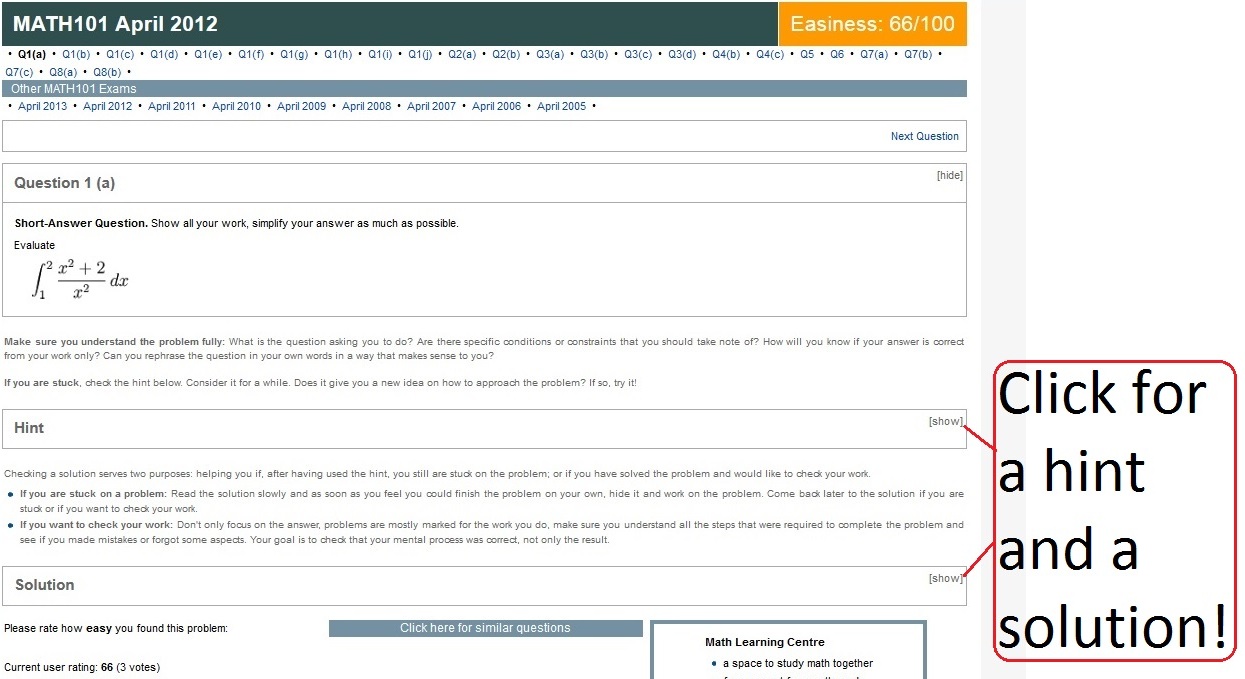 MATH101 April 2012
Easiness: 66/100
• Q1(a) • Q1(b) • Q1(c) • Q1(d) • Q1(e) • Q1(f) • Q1(g) • Q1(h) • Q1(i) • Q1(j) • Q2(a) • Q2(b) • Q3(a) • Q3(b) • Q3(c) • Q3(d) • Q4(b) • Q4(c) • Q5 • Q6 • Q7(a) • Q7(b) •
Q7(c) • Q8(a) • Q8(b) •
Other MATH101 Exams
• April 2013 • April 2012 • April 2011 • April 2010 • April 2009 • April 2008 • April 2007 • April 2006 • April 2005 •
Next Question
Question 1 (a)
[hide]
Short-Answer Question. Show all your work, simplify your answer as much as possible.
Evaluate
∫₁² (x² + 2)/x² dx
Make sure you understand the problem fully: What is the question asking you to do? Are there specific conditions or constraints that you should take note of? How will you know if your answer is correct
from your work only? Can you rephrase the question in your own words in a way that makes sense to you?
If you are stuck, check the hint below. Consider it for a while. Does it give you a new idea on how to approach the problem? If so, try it!
Hint
[show]
Checking a solution serves two purposes: helping you if, after having used the hint, you still are stuck on the problem; or if you have solved the problem and would like to check your work.
• If you are stuck on a problem: Read the solution slowly and as soon as you feel you could finish the problem on your own, hide it and work on the problem. Come back later to the solution if you are
stuck or if you want to check your work.
• If you want to check your work: Don't only focus on the answer, problems are mostly marked for the work you do, make sure you understand all the steps that were required to complete the problem and
see if you made mistakes or forgot some aspects. Your goal is to check that your mental process was correct, not only the result.
Solution
[show]
Please rate how easy you found this problem:
Current user rating: 66 (3 votes)
Click here for similar questions
Math Learning Centre
• a space to study math together
Click for
a hint
and a
solution!